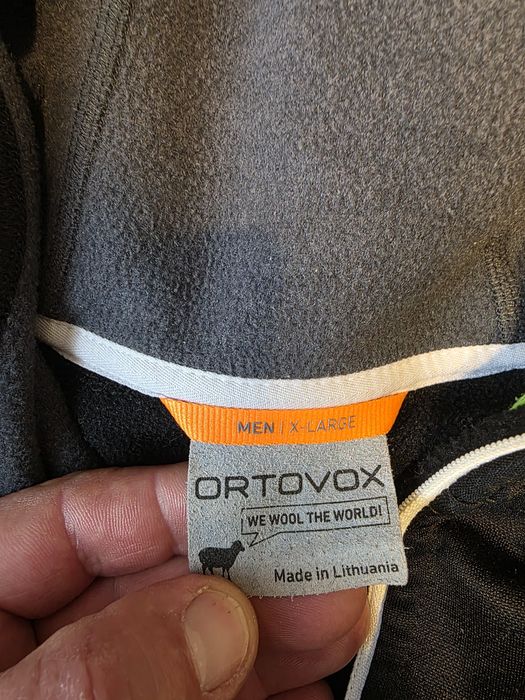 MEN | X-LARGE
ORTOVOX
WE WOOL THE WORLD!
Made in Lithuania